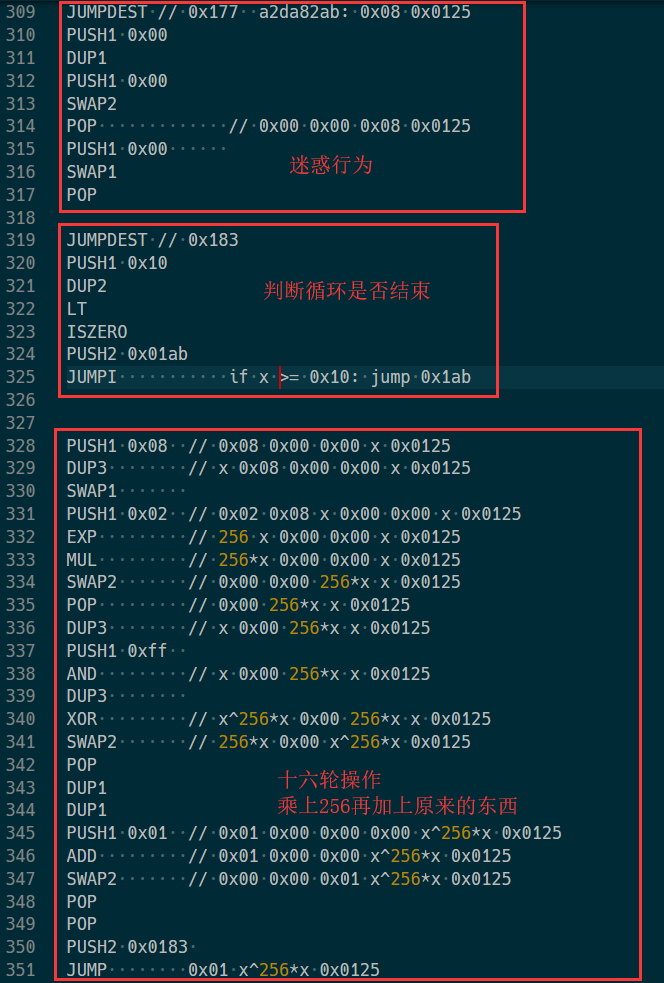 309 JUMPDEST // 0x177 a2da82ab: 0x08 0x0125
310 PUSH1 0x00
311 DUP1
312 PUSH1 0x00
313 SWAP2
314 POP············· // 0x00 0x00 0x08 0x0125
315 PUSH1 0x00······
迷惑行为
316 SWAP1
317 POP
318
319 JUMPDEST // 0x183
320 PUSH1 0x10
321 DUP2
判断循环是否结束
322 LT
323 ISZERO
324 PUSH2 0x01ab
325 JUMPI··········· if x >= 0x10: jump 0x1ab
326
327
328 PUSH1 0x08 // 0x08 0x00 0x00 x 0x0125
329 DUP3········ // x 0x08 0x00 0x00 x 0x0125
330 SWAP1·······
331 PUSH1 0x02 // 0x02 0x08 x 0x00 0x00 x 0x0125
332 EXP········· // 256 x 0x00 0x00 x 0x0125
333 MUL········· // 256*x 0x00 0x00 x 0x0125
334 SWAP2······· // 0x00 0x00 256*x x 0x0125
335 POP········· // 0x00 256*x x 0x0125
336 DUP3········ // x 0x00 256*x x 0x0125
337 PUSH1 0xff
338 AND········· // x 0x00 256*x x 0x0125
339 DUP3········
340 XOR········· // x^256*x 0x00 256*x x 0x0125
341 SWAP2······· // 256*x 0x00 x^256*x 0x0125
342 POP
十六轮操作
343 DUP1
344 DUP1
乘上256再加上原来的东西
345 PUSH1 0x01 // 0x01 0x00 0x00 0x00 x^256*x 0x0125
346 ADD········· // 0x01 0x00 0x00 x^256*x 0x0125
347 SWAP2······· // 0x00 0x00 0x01 x^256*x 0x0125
348 POP
349 POP
350 PUSH2 0x0183
351 JUMP········ 0x01 x^256*x 0x0125